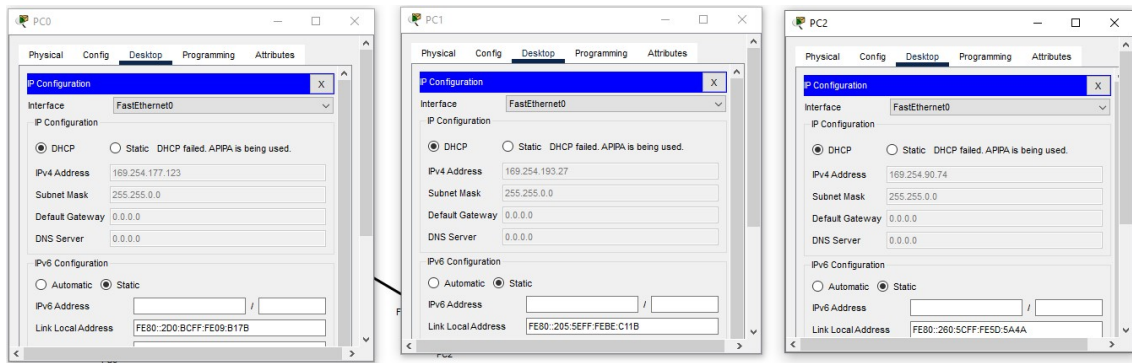 PC0
Physical Config Desktop Programming Attributes
IP Configuration X
Interface FastEthernet0
IP Configuration
DHCP Static DHCP failed. APIPA is being used.
IPv4 Address 169.254.177.123
Subnet Mask 255.255.0.0
Default Gateway 0.0.0.0
DNS Server 0.0.0.0
IPv6 Configuration
Automatic Static
IPv6 Address /
Link Local Address FE80::2D0:BCFF:FE09:B17B
PC1
Physical Config Desktop Programming Attributes
IP Configuration X
Interface FastEthernet0
IP Configuration
DHCP Static DHCP failed. APIPA is being used.
IPv4 Address 169.254.193.27
Subnet Mask 255.255.0.0
Default Gateway 0.0.0.0
DNS Server 0.0.0.0
IPv6 Configuration
Automatic Static
IPv6 Address /
Link Local Address FE80::205:5EFF:FEBE:C11B
PC2
Physical Config Desktop Programming Attributes
IP Configuration X
Interface FastEthernet0
IP Configuration
DHCP Static DHCP failed. APIPA is being used.
IPv4 Address 169.254.90.74
Subnet Mask 255.255.0.0
Default Gateway 0.0.0.0
DNS Server 0.0.0.0
IPv6 Configuration
Automatic Static
IPv6 Address /
Link Local Address FE80::260:5CFF:FE5D:5A4A